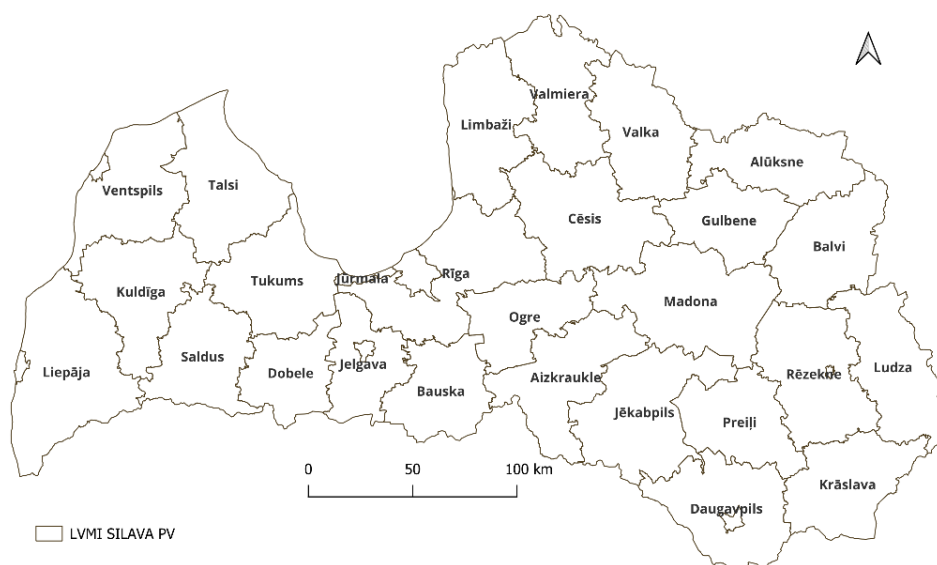 Valmiera
Limbaži
Valka
Alūksne
Ventspils
Talsi
Cēsis
Gulbene
Balvi
Rīga
Jūrmala
Tukums
Kuldīga
Madona
Ogre
Saldus
Jelgava
Liepāja
Dobele
Aizkraukle
Rēzekne
Ludza
Bauska
Jēkabpils
Preiļi
0 50 100 km
Krāslava
Daugavpils
LVMI SILAVA PV